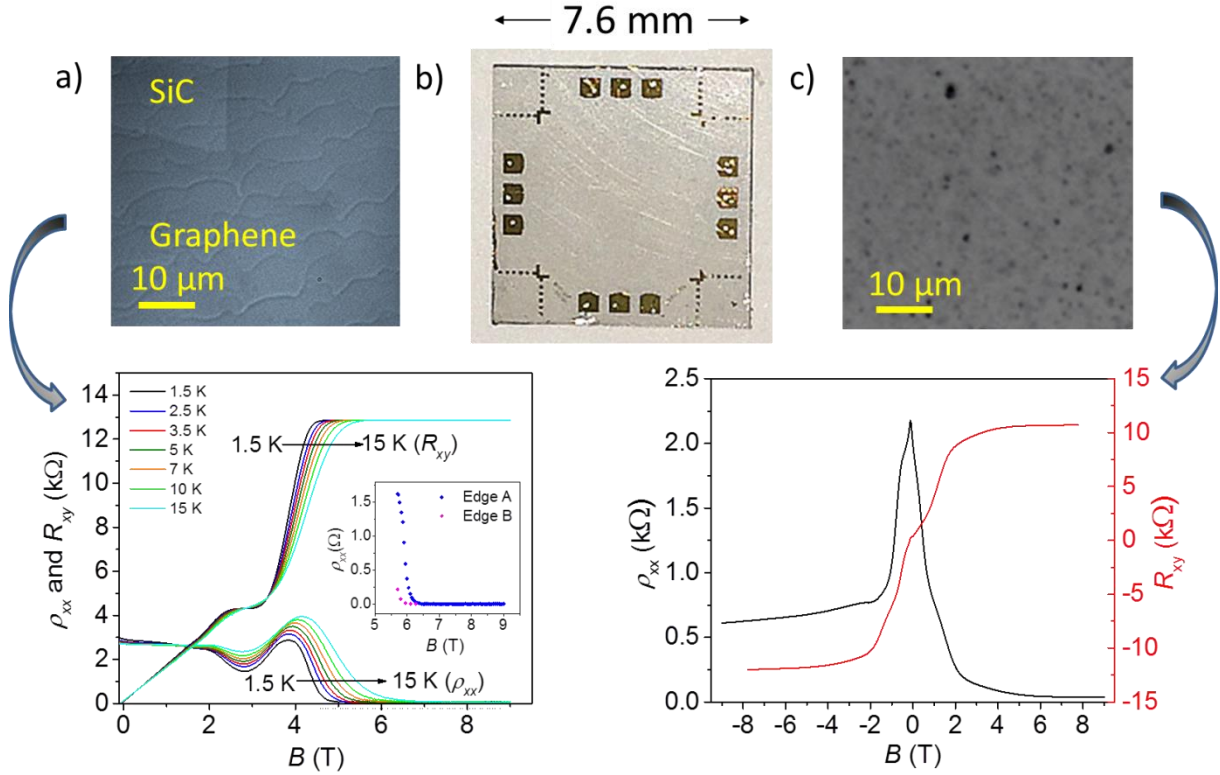 7.6 mm
a)
SiC
Graphene
10 μm
b)
c)
10 μm
14
12
10
8
6
4
2
0
ρxx and Rxy (kΩ)
1.5 K
2.5 K
3.5 K
5 K
7 K
10 K
15 K
1.5 K 15 K (Rxy)
1.5
1.0
0.5
0.0
ρxx(Ω)
Edge A
Edge B
5 6 7 8 9
B (T)
1.5 K 15 K (ρxx)
0 2 4 6 8
B (T)
2.5
2.0
1.5
1.0
0.5
0.0
ρxx (kΩ)
15
10
5
0
-5
-10
-15
Rxy (kΩ)
-8 -6 -4 -2 0 2 4 6 8
B (T)